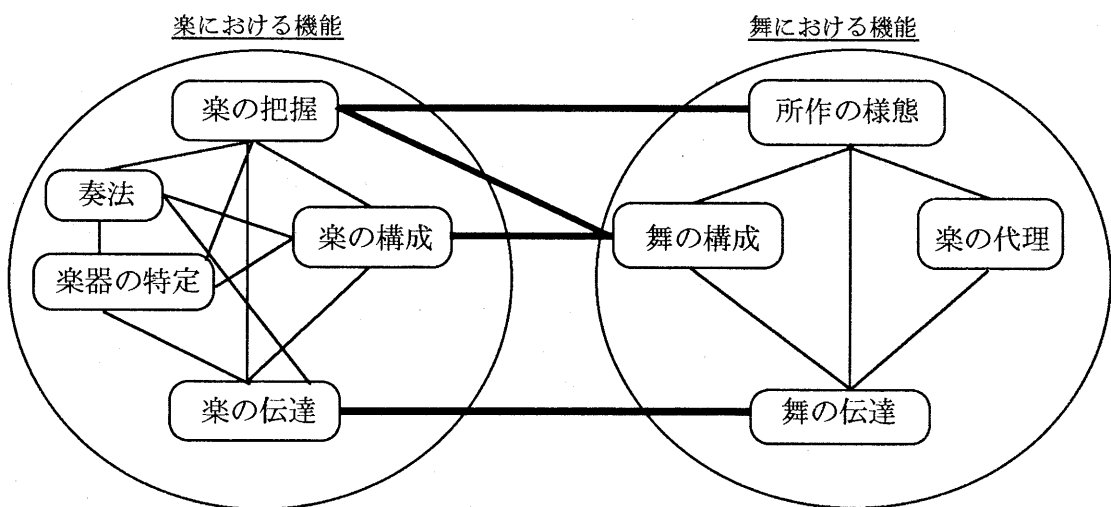 楽における機能
舞における機能
楽の把握
所作の様態
奏法
楽の構成
舞の構成
楽の代理
楽器の特定
楽の伝達
舞の伝達